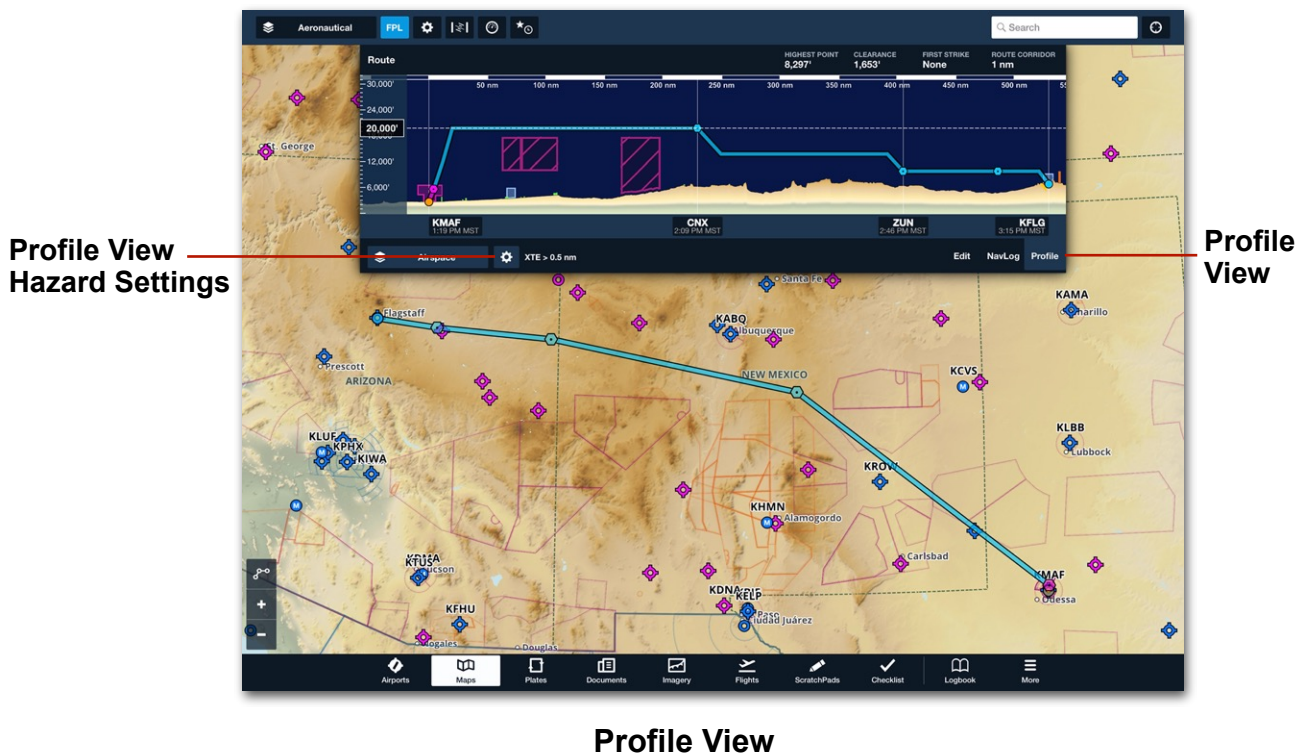 Aeronautical
FPL
Search
Route
HIGHEST POINT
8,297'
CLEARANCE
1,653'
FIRST STRIKE
None
ROUTE CORRIDOR
1 nm
30,000'
50 nm
100 nm
150 nm
200 nm
250 nm
300 nm
350 nm
400 nm
450 nm
500 nm
24,000'
20,000'
12,000'
6,000'
KMAF
1:19 PM MST
CNX
2:09 PM MST
ZUN
2:46 PM MST
KFLG
3:15 PM MST
Airspace
XTE > 0.5 nm
Edit
NavLog
Profile
Profile View
Hazard Settings
Profile
View
St. George
Santa Fe
KAMA
Amarillo
Flagstaff
KABQ
Albuquerque
Prescott
ARIZONA
NEW MEXICO
KCVS
M
KLUF
KPHX
M
KIWA
KLBB
Lubbock
KROW
M
KHMN
M
Alamogordo
KDMA
KTUS
Tucson
Carlsbad
KMAF
Odessa
KDNA
KELP
Paso
Ciudad Juárez
KFHU
Nogales
Douglas
+
−
Airports
Maps
Plates
Documents
Imagery
Flights
ScratchPads
Checklist
Logbook
More
Profile View